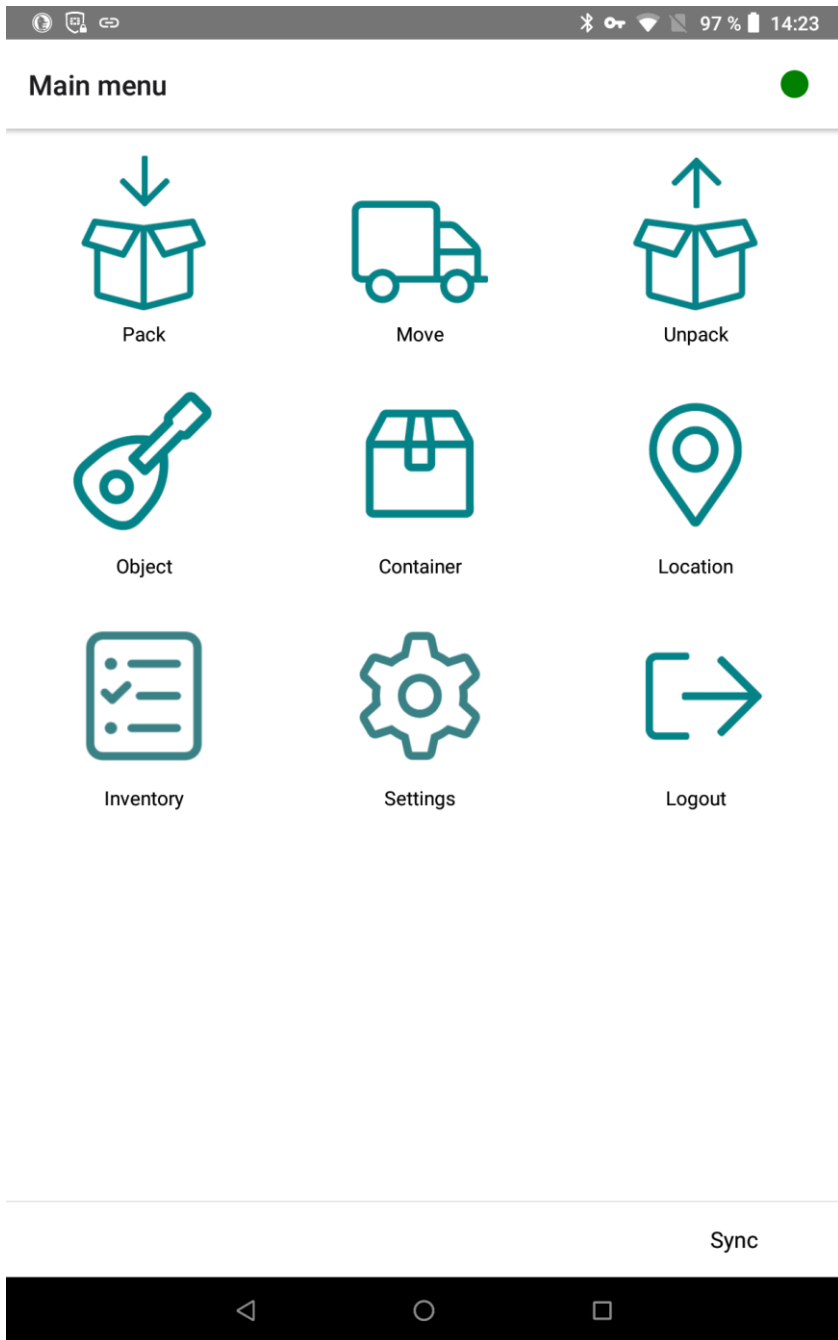 97 % 14:23
Main menu
Pack Move Unpack
Object Container Location
Inventory Settings Logout
Sync